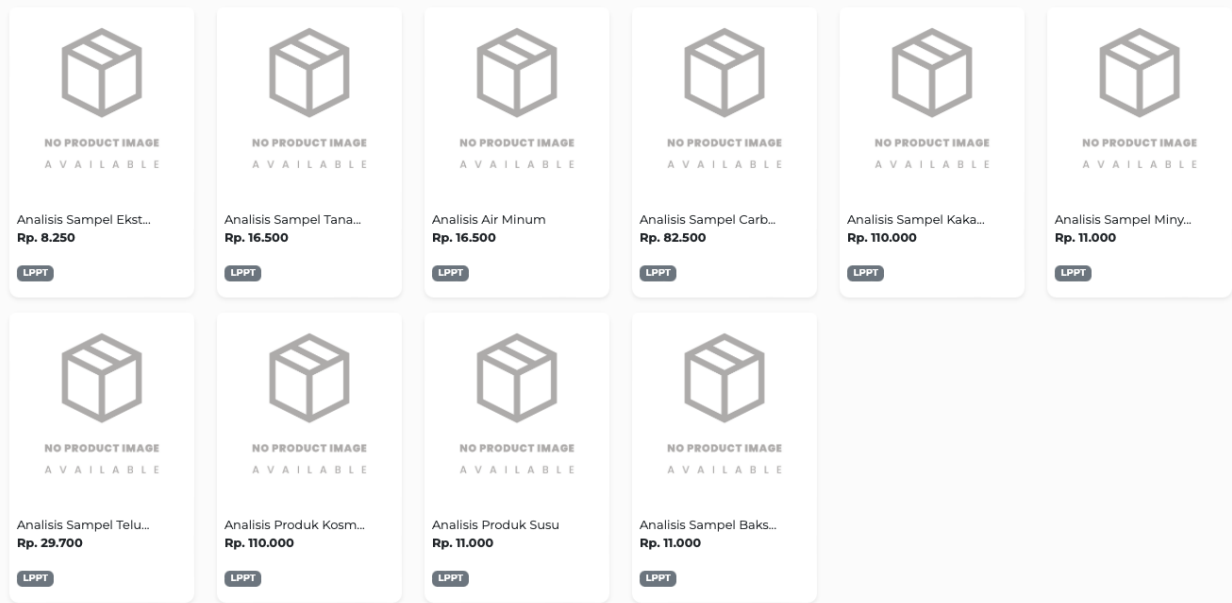 NO PRODUCT IMAGE
AVAILABLE
Analisis Sampel Ekst...
Rp. 8.250
LPPT
NO PRODUCT IMAGE
AVAILABLE
Analisis Sampel Tana...
Rp. 16.500
LPPT
NO PRODUCT IMAGE
AVAILABLE
Analisis Air Minum
Rp. 16.500
LPPT
NO PRODUCT IMAGE
AVAILABLE
Analisis Sampel Carb...
Rp. 82.500
LPPT
NO PRODUCT IMAGE
AVAILABLE
Analisis Sampel Kaka...
Rp. 110.000
LPPT
NO PRODUCT IMAGE
AVAILABLE
Analisis Sampel Miny...
Rp. 11.000
LPPT
NO PRODUCT IMAGE
AVAILABLE
Analisis Sampel Telu...
Rp. 29.700
LPPT
NO PRODUCT IMAGE
AVAILABLE
Analisis Produk Kosm...
Rp. 110.000
LPPT
NO PRODUCT IMAGE
AVAILABLE
Analisis Produk Susu
Rp. 11.000
LPPT
NO PRODUCT IMAGE
AVAILABLE
Analisis Sampel Baks...
Rp. 11.000
LPPT